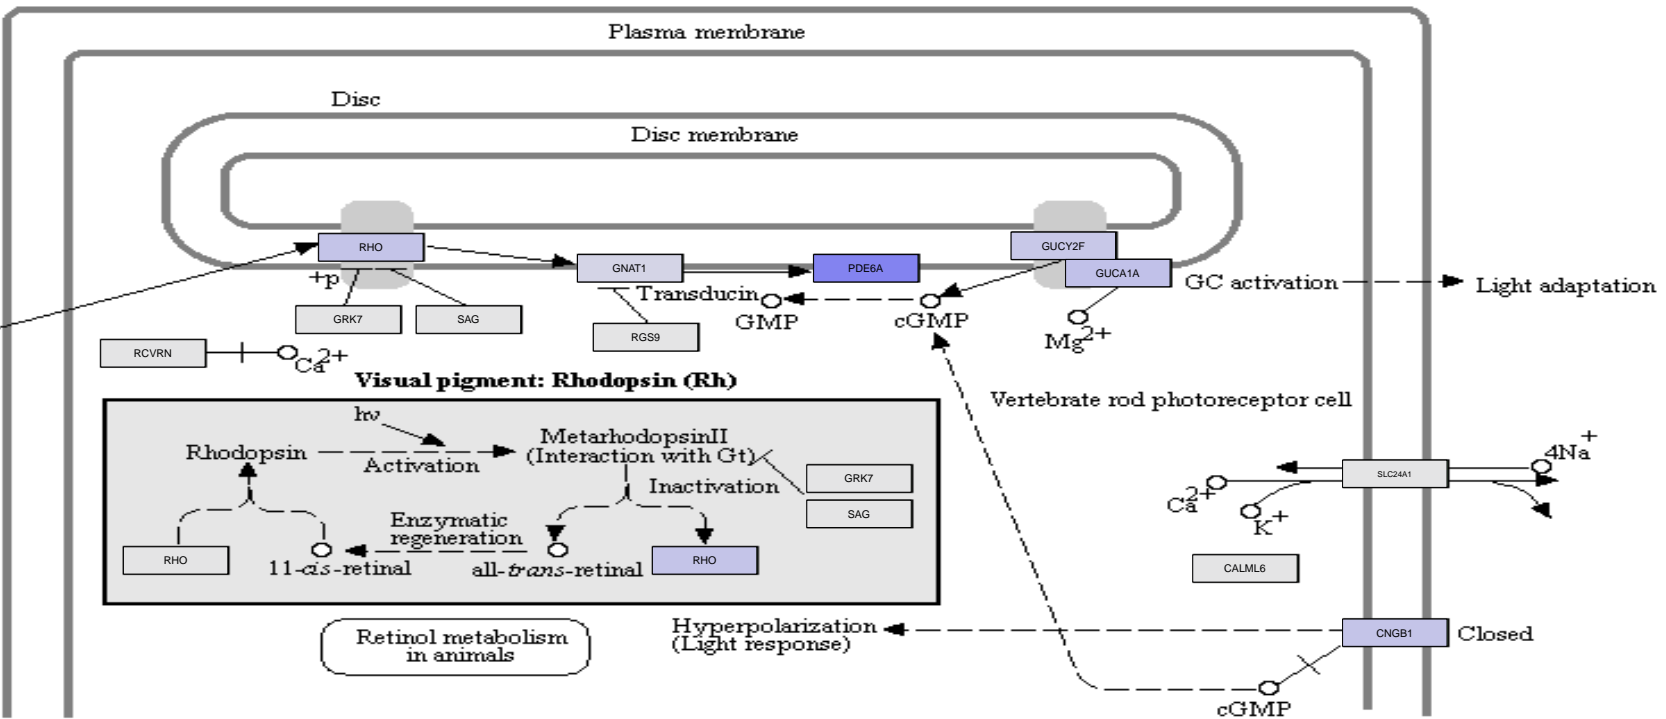 Plasma membrane
Disc
Disc membrane
RHO
GUCY2F
GNAT1
PDE6A
GUCA1A
+p
GC activation
Light adaptation
Transducin
GMP
cGMP
GRK7
SAG
RGS9
Mg2+
RCVRN
Ca2+
Visual pigment: Rhodopsin (Rh)
Vertebrate rod photoreceptor cell
hν
Rhodopsin
Activation
MetarhodopsinII
(Interaction with Gt)
GRK7
SAG
Inactivation
Enzymatic
regeneration
RHO
11-cis-retinal
all-trans-retinal
RHO
SLC24A1
4Na+
Ca2+
K+
CALML6
Retinol metabolism
in animals
Hyperpolarization
(Light response)
CNGB1
Closed
cGMP